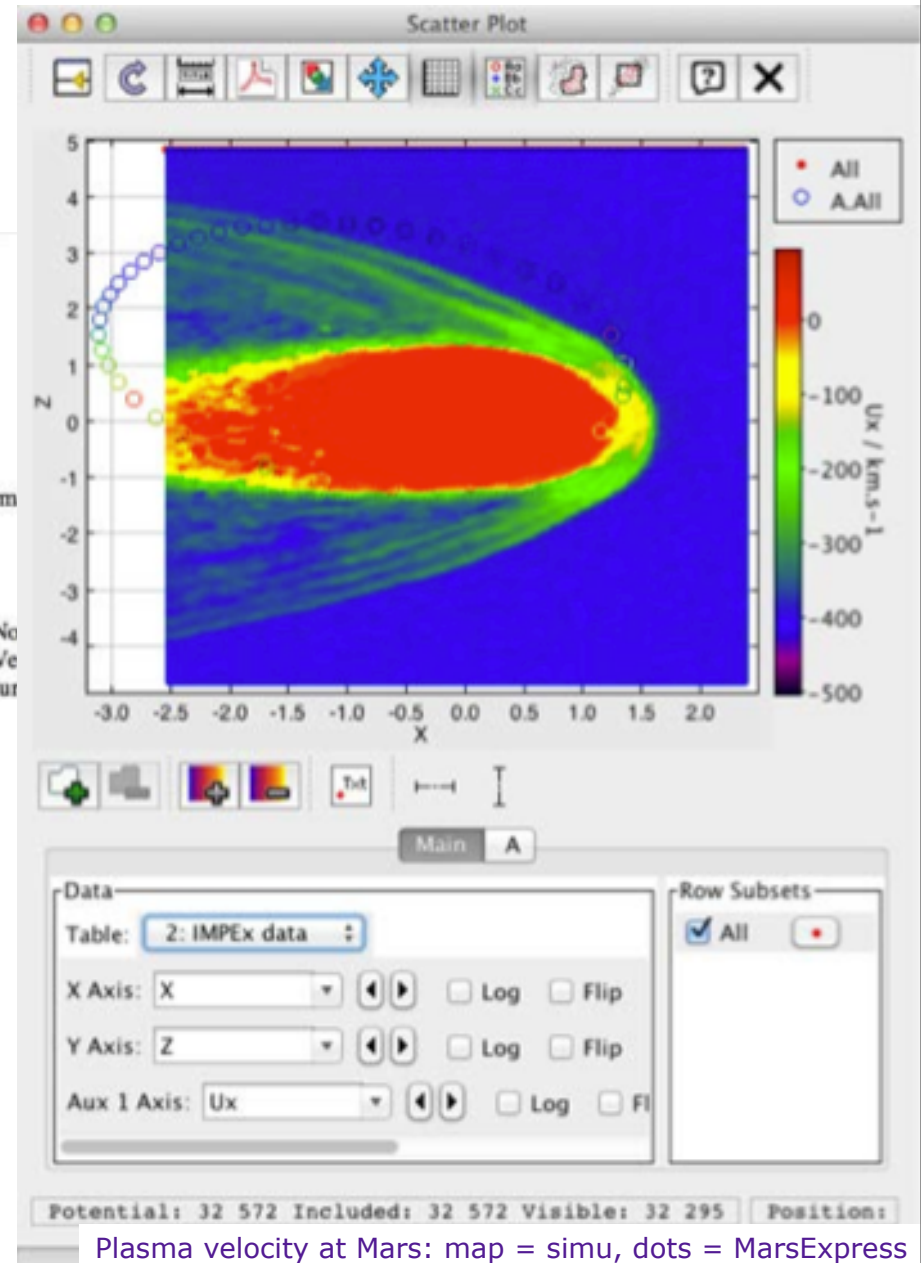 Scatter Plot
5
4
3
2
1
0
-1
-2
-3
-4
Z
-3.0 -2.5 -2.0 -1.5 -1.0 -0.5 0.0 0.5 1.0 1.5 2.0
X
All
A.All
0
-100
-200
-300
-400
-500
Ux / km.s-1
Txt
Main A
Data
Table: 2: IMPEx data
X Axis: X Log Flip
Y Axis: Z Log Flip
Aux 1 Axis: Ux Log Fl
Row Subsets
All
Potential: 32 572 Included: 32 572 Visible: 32 295 Position:
Plasma velocity at Mars: map = simu, dots = MarsExpress